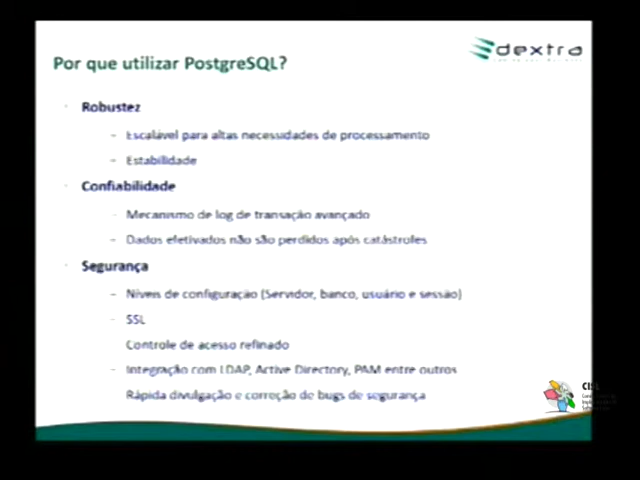 Por que utilizar PostgreSQL?
dextra
Robustez
Escalável para altas necessidades de processamento
Estabilidade
Confiabilidade
Mecanismo de log de transação avançado
Dados efetivados não são perdidos após catástrofes
Segurança
Níveis de configuração (Servidor, banco, usuário e sessão)
SSL
Controle de acesso refinado
Integração com LDAP, Active Directory, PAM entre outros
Rápida divulgação e correção de bugs de segurança